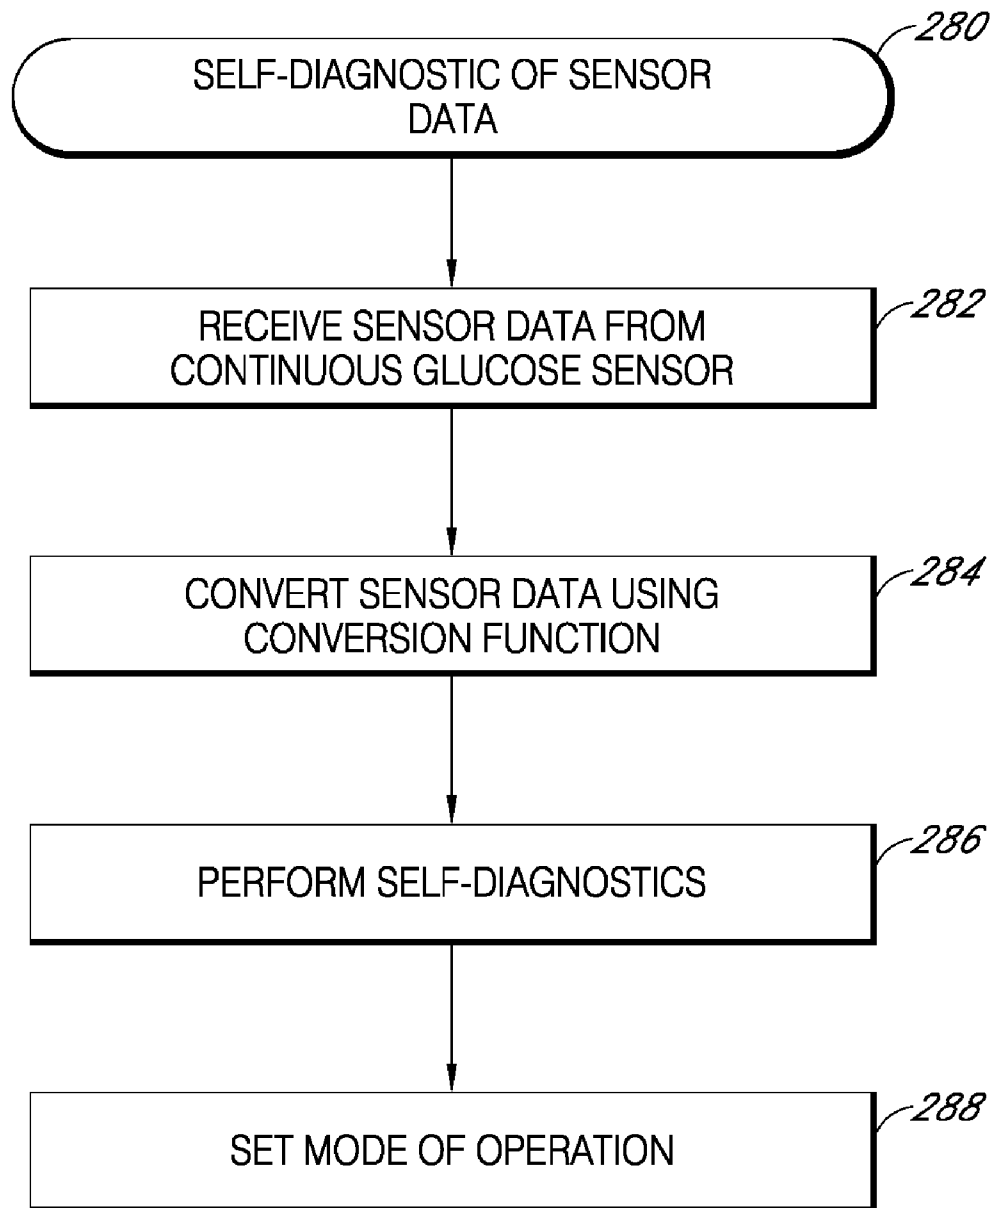 280
SELF-DIAGNOSTIC OF SENSOR
DATA
282
RECEIVE SENSOR DATA FROM
CONTINUOUS GLUCOSE SENSOR
284
CONVERT SENSOR DATA USING
CONVERSION FUNCTION
286
PERFORM SELF-DIAGNOSTICS
288
SET MODE OF OPERATION